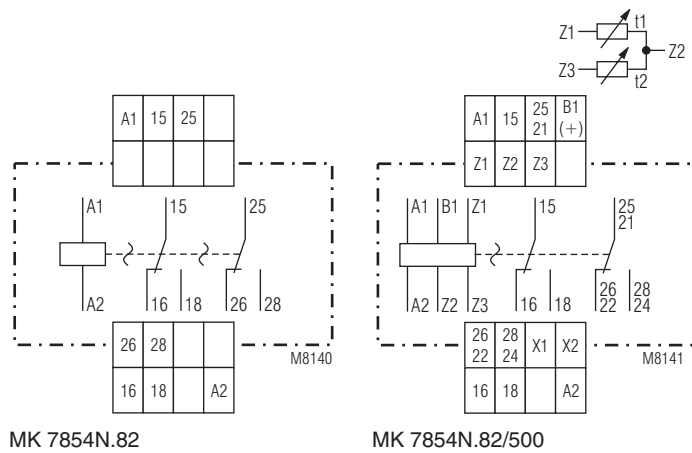 Z1 t1
Z2
Z3 t2
A1 15 25
A1 15 25 B1
21 (+)
Z1 Z2 Z3
A1 15 25
A1 B1 Z1 15 25
21
A2 16 18 26 28
A2 Z2 Z3 16 18 26 28
22 24
26 28
M8140
26 28 X1 X2
22 24
M8141
16 18 A2
16 18 A2
MK 7854N.82
MK 7854N.82/500